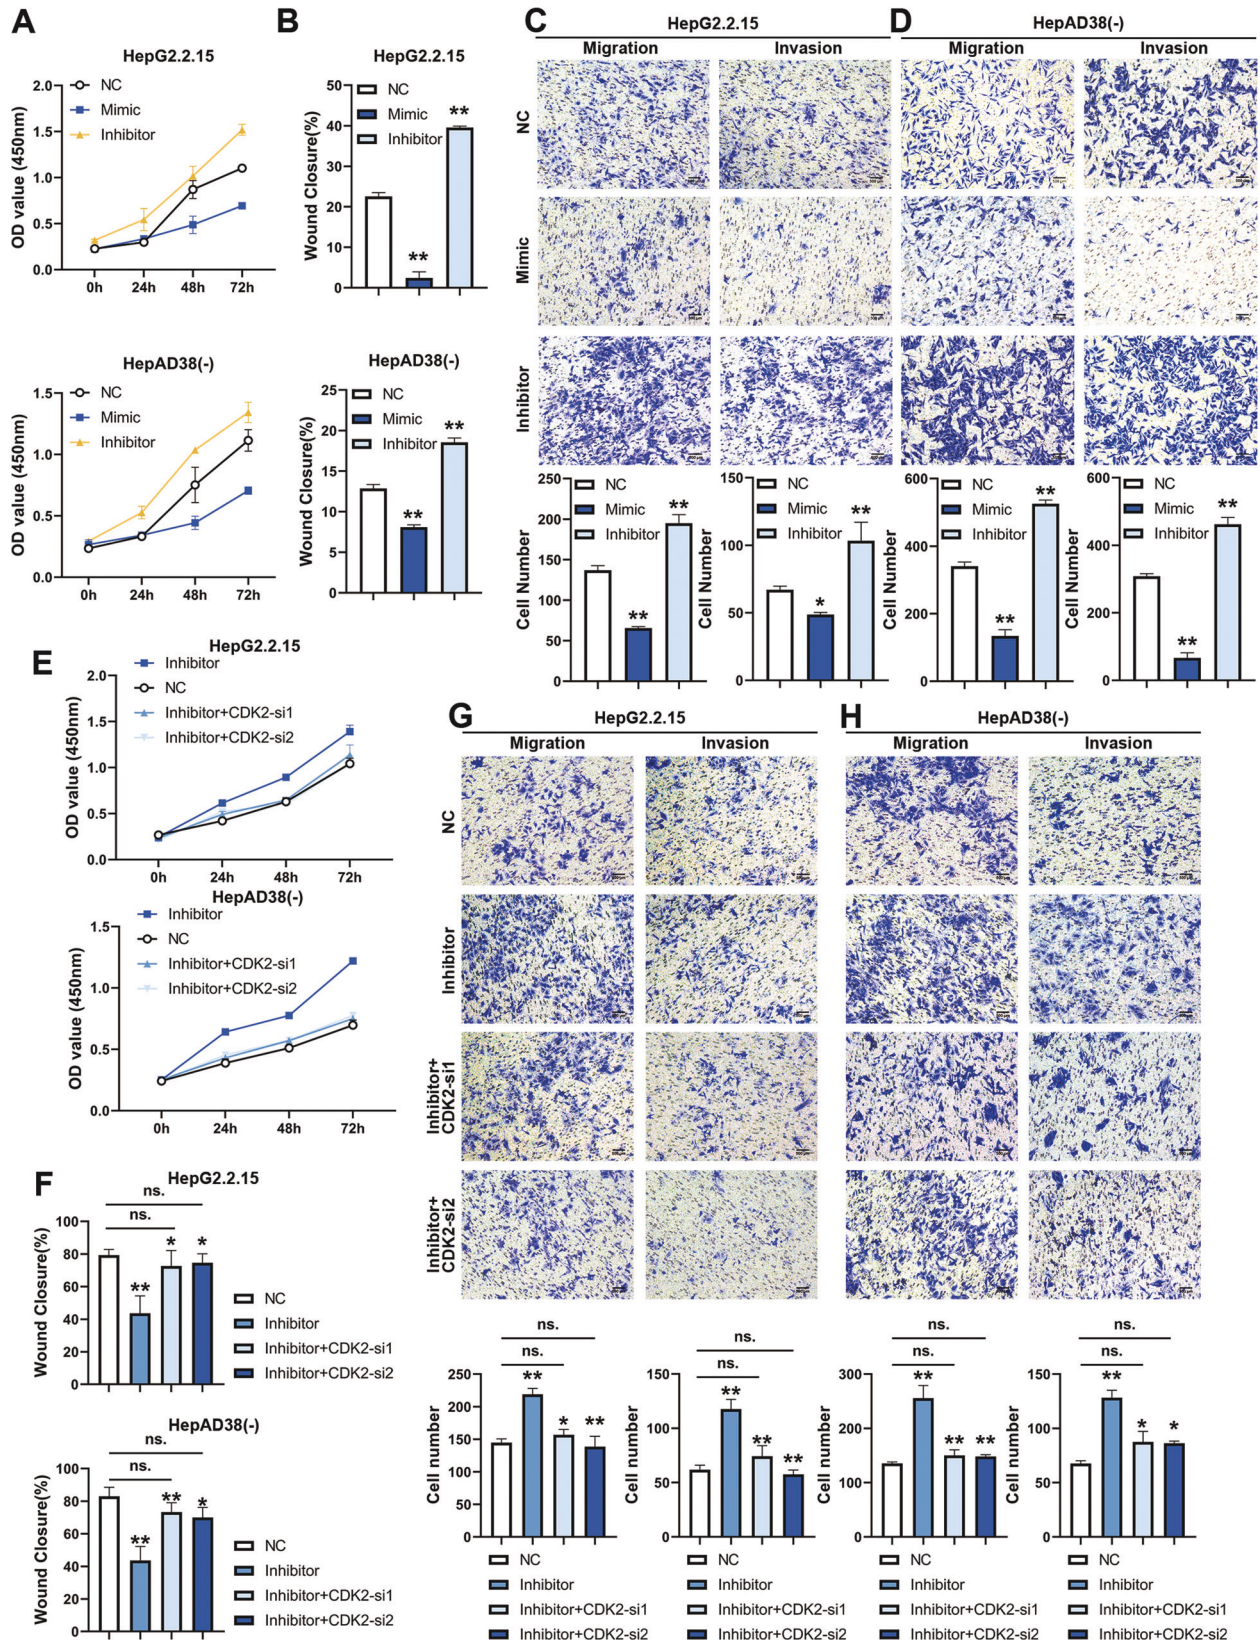 A
HepG2.2.15
OD value (450nm)
2.0
1.5
1.0
0.5
0.0
NC
Mimic
Inhibitor
0h 24h 48h 72h
HepAD38(-)
OD value (450nm)
1.5
1.0
0.5
0.0
NC
Mimic
Inhibitor
0h 24h 48h 72h
B
HepG2.2.15
Wound Closure(%)
50
40
30
20
10
0
NC
Mimic
Inhibitor
**
**
HepAD38(-)
Wound Closure(%)
25
20
15
10
5
0
NC
Mimic
Inhibitor
**
**
C
HepG2.2.15
Migration Invasion
D
HepAD38(-)
Migration Invasion
NC
Mimic
Inhibitor
Cell Number
250
200
150
100
50
0
NC
Mimic
Inhibitor
**
**
Cell Number
150
100
50
0
NC
Mimic
Inhibitor
*
**
Cell Number
600
400
200
0
NC
Mimic
Inhibitor
**
**
Cell Number
600
400
200
0
NC
Mimic
Inhibitor
**
**
E
HepG2.2.15
OD value (450nm)
2.0
1.5
1.0
0.5
0.0
Inhibitor
NC
Inhibitor+CDK2-si1
Inhibitor+CDK2-si2
0h 24h 48h 72h
HepAD38(-)
OD value (450nm)
1.5
1.0
0.5
0.0
Inhibitor
NC
Inhibitor+CDK2-si1
Inhibitor+CDK2-si2
0h 24h 48h 72h
F
HepG2.2.15
Wound Closure(%)
100
80
60
40
20
0
ns.
ns.
**
*
*
NC
Inhibitor
Inhibitor+CDK2-si1
Inhibitor+CDK2-si2
HepAD38(-)
Wound Closure(%)
100
80
60
40
20
0
ns.
ns.
**
**
*
NC
Inhibitor
Inhibitor+CDK2-si1
Inhibitor+CDK2-si2
G
HepG2.2.15
Migration Invasion
H
HepAD38(-)
Migration Invasion
NC
Inhibitor
Inhibitor+
CDK2-si1
Inhibitor+
CDK2-si2
Cell number
250
200
150
100
50
0
ns.
ns.
**
*
**
NC
Inhibitor
Inhibitor+CDK2-si1
Inhibitor+CDK2-si2
Cell number
150
100
50
0
ns.
ns.
**
**
**
NC
Inhibitor
Inhibitor+CDK2-si1
Inhibitor+CDK2-si2
Cell number
300
200
100
0
ns.
ns.
**
**
**
NC
Inhibitor
Inhibitor+CDK2-si1
Inhibitor+CDK2-si2
Cell number
150
100
50
0
ns.
ns.
**
*
*
NC
Inhibitor
Inhibitor+CDK2-si1
Inhibitor+CDK2-si2